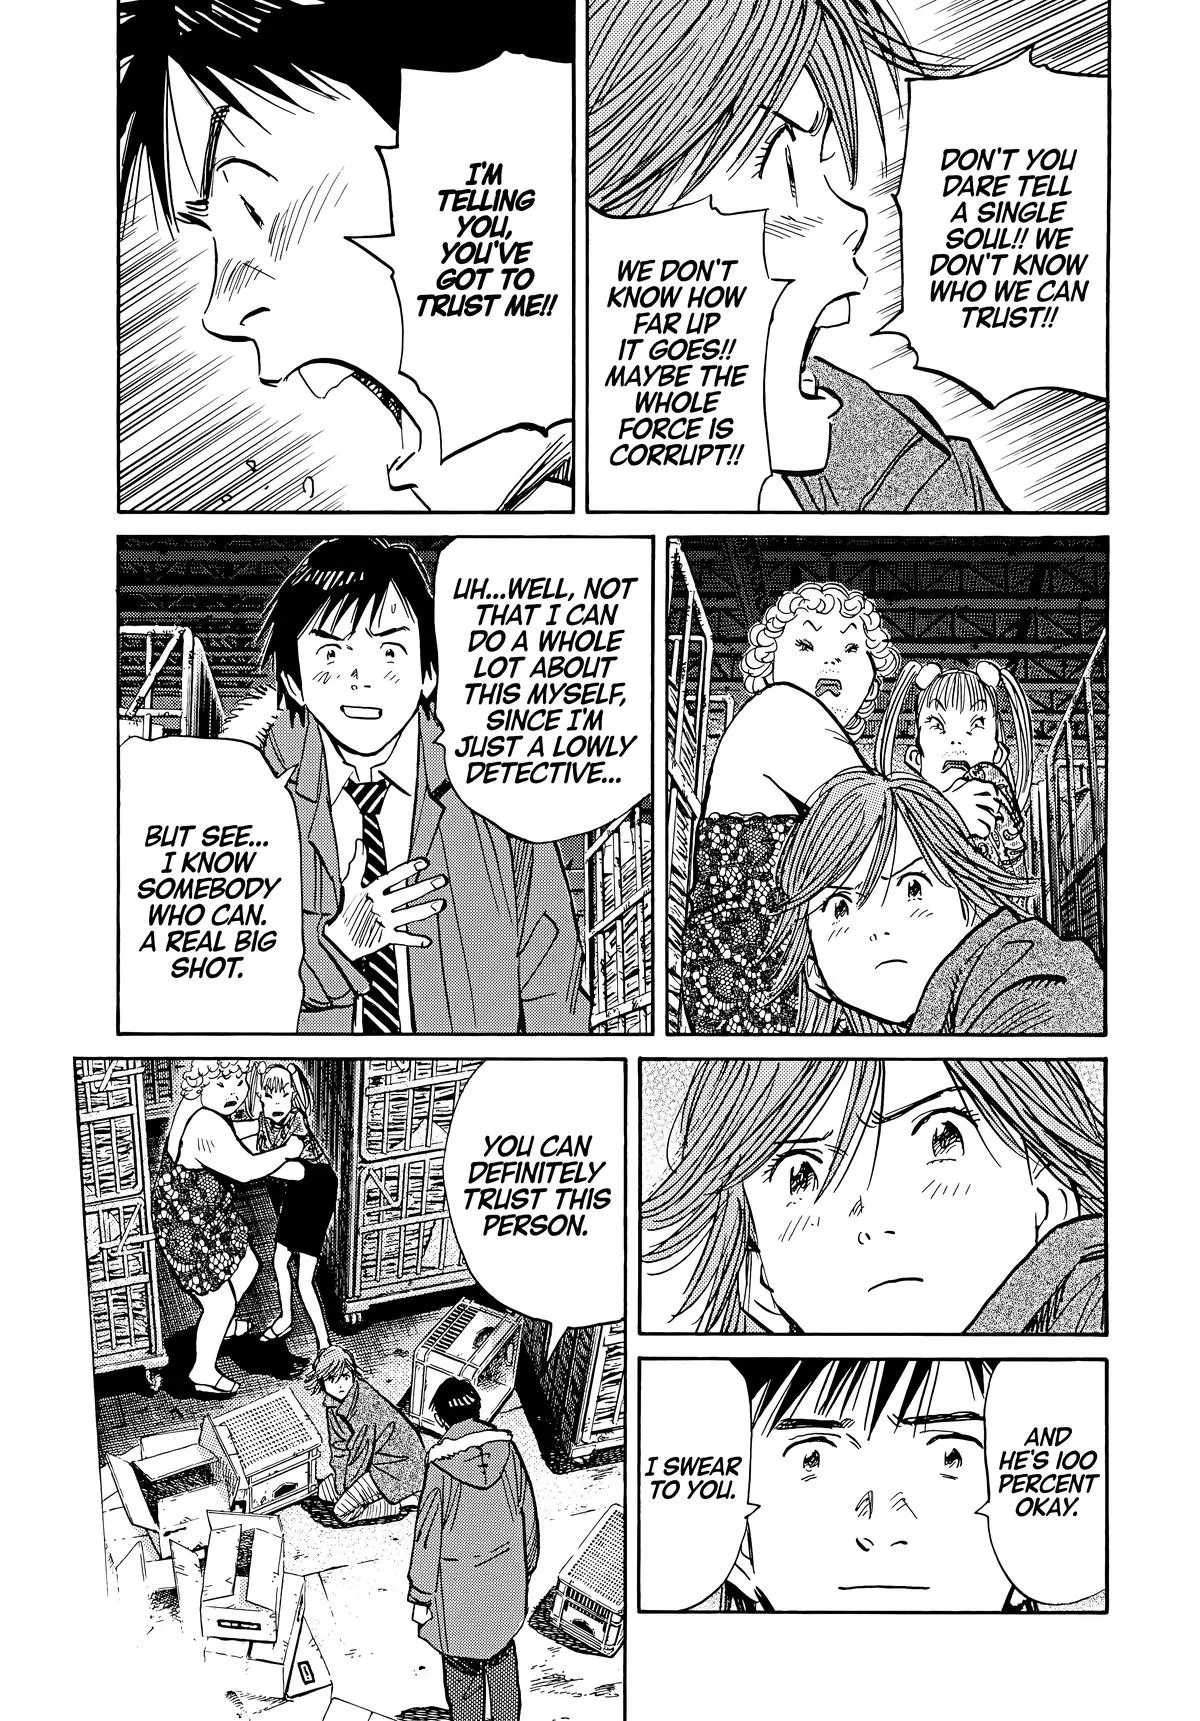 DON'T YOU
DARE TELL
A SINGLE
SOUL!! WE
DON'T KNOW
WHO WE CAN
TRUST!!
WE DON'T
KNOW HOW
FAR UP
IT GOES!!
MAYBE THE
WHOLE
FORCE IS
CORRUPT!!
I'M
TELLING
YOU,
YOU'VE
GOT TO
TRUST ME!!
UH...WELL, NOT
THAT I CAN
DO A WHOLE
LOT ABOUT
THIS MYSELF,
SINCE I'M
JUST A LOWLY
DETECTIVE...
BUT SEE...
I KNOW
SOMEBODY
WHO CAN.
A REAL BIG
SHOT.
YOU CAN
DEFINITELY
TRUST THIS
PERSON.
AND
HE'S 100
PERCENT
OKAY.
I SWEAR
TO YOU.